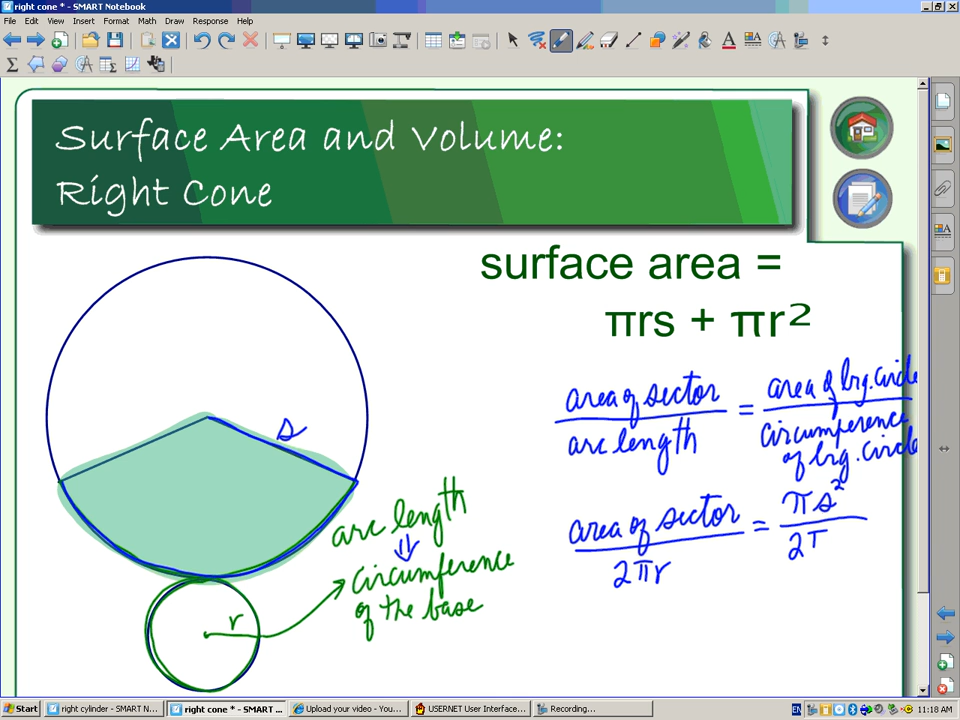 right cone * - SMART Notebook
File Edit View Insert Format Math Draw Response Help
Surface Area and Volume:
Right Cone
surface area =
πrs + πr²
area of sector = area of lrg. circle
arc length circumference
of lrg. circle
s
area of sector = πs²
2πr 2π
arc length
circumference
of the base
r
Start right cylinder - SMART N... right cone * - SMART ... Upload your video - You... USERNET User Interface... Recording... EN 11:18 AM